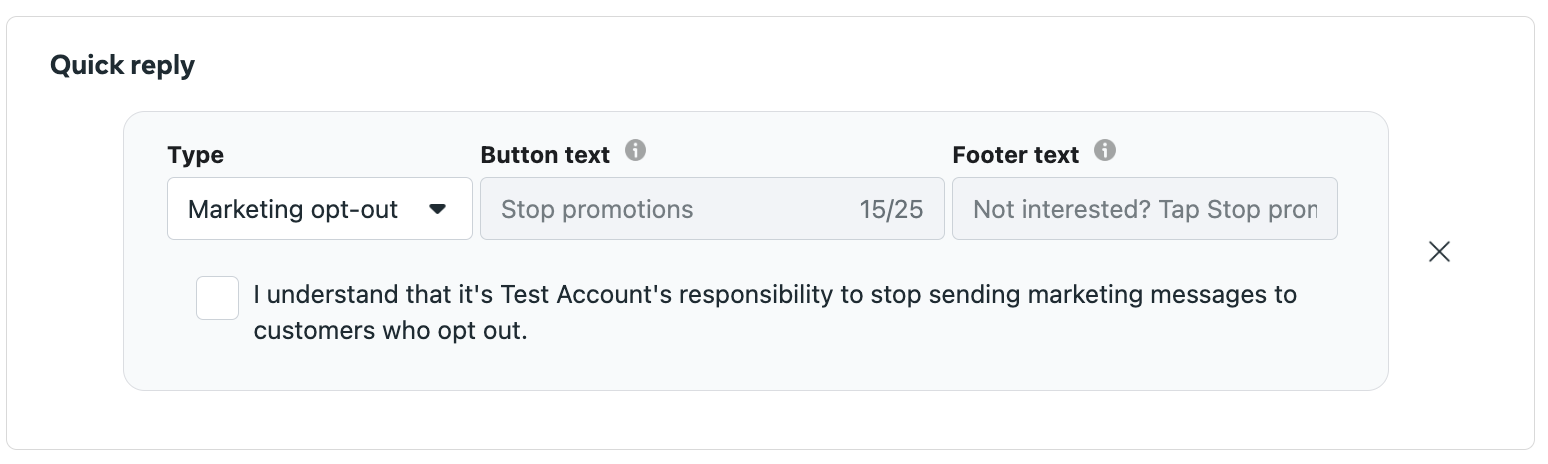 Quick reply
Type
Button text
Footer text
Marketing opt-out
Stop promotions
15/25
Not interested? Tap Stop
I understand that it's Test Account's responsibility to stop sending marketing messages to
customers who opt out.